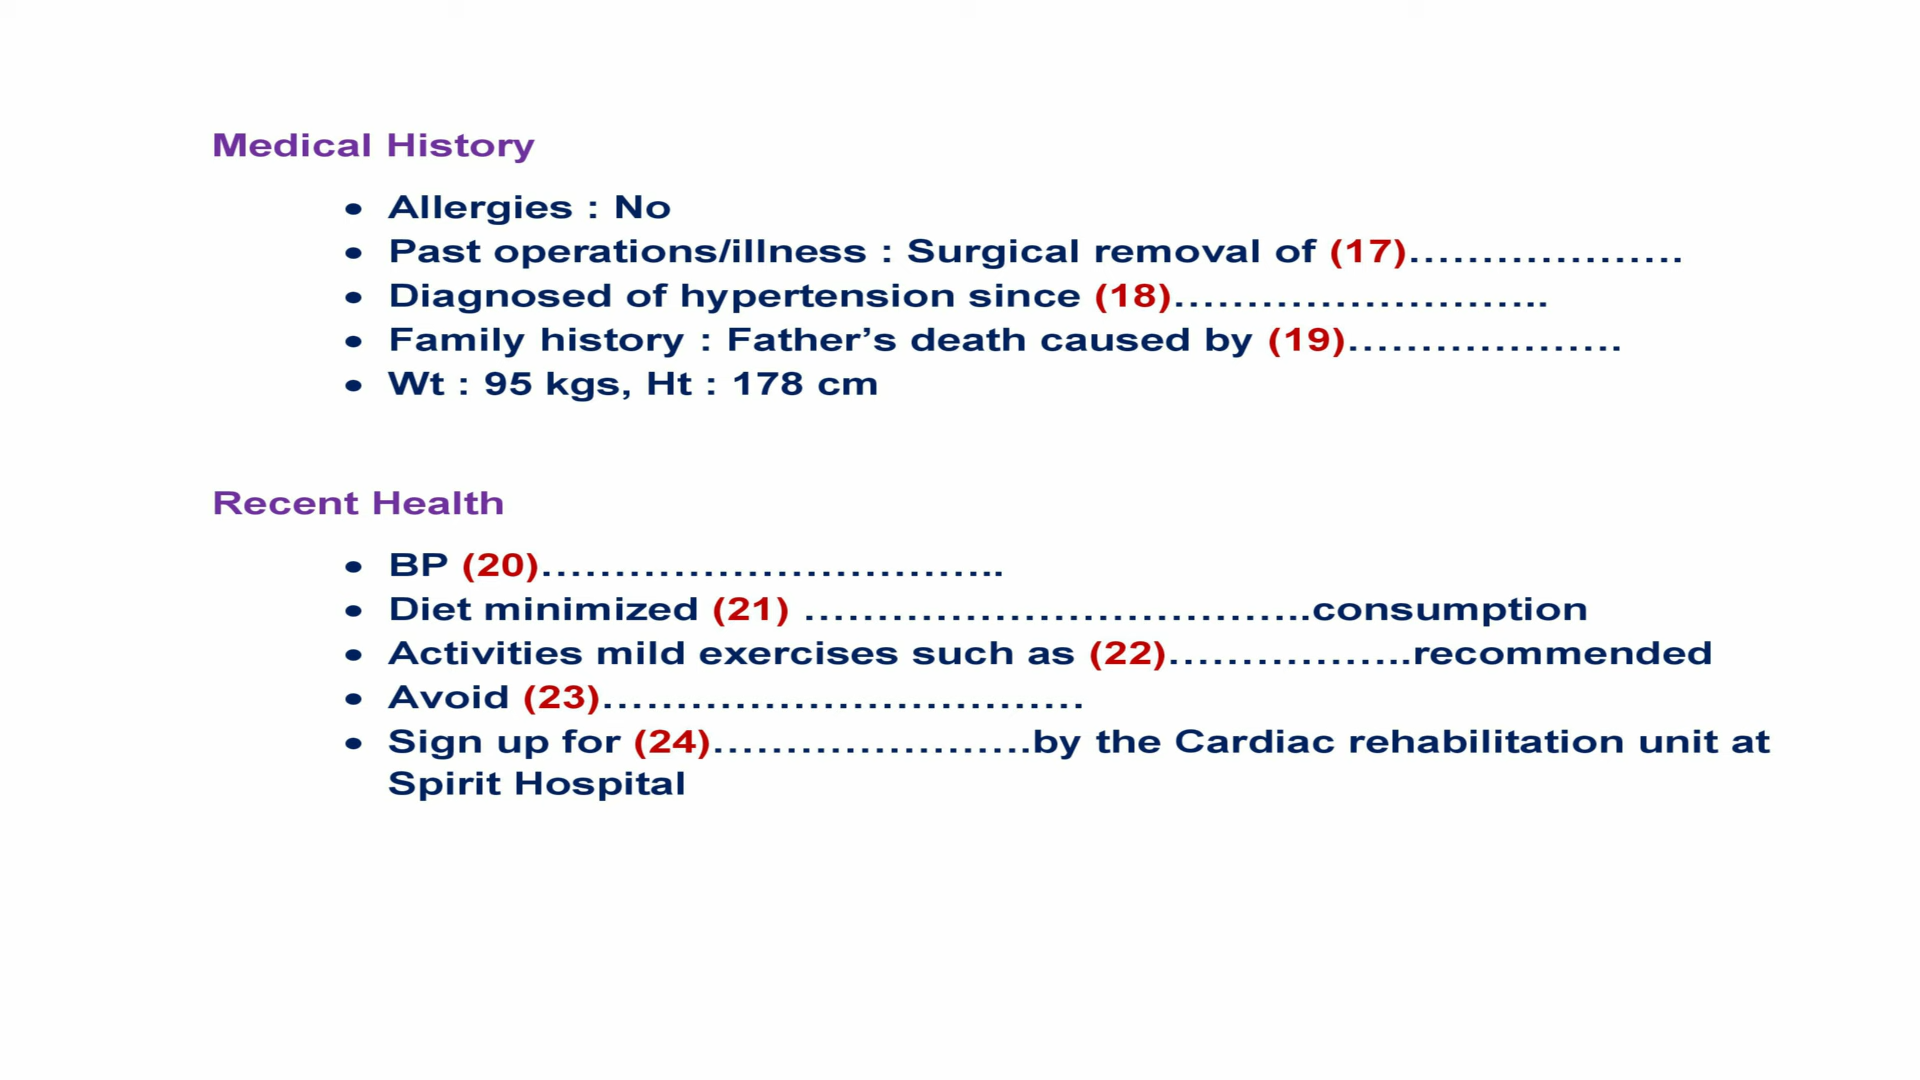 Medical History
• Allergies : No
• Past operations/illness : Surgical removal of (17)……………….
• Diagnosed of hypertension since (18)……………………..
• Family history : Father’s death caused by (19)……………….
• Wt : 95 kgs, Ht : 178 cm
Recent Health
• BP (20)…………………………..
• Diet minimized (21) ……………………………..consumption
• Activities mild exercises such as (22)……………..recommended
• Avoid (23)……………………………
• Sign up for (24)………………….by the Cardiac rehabilitation unit at
Spirit Hospital